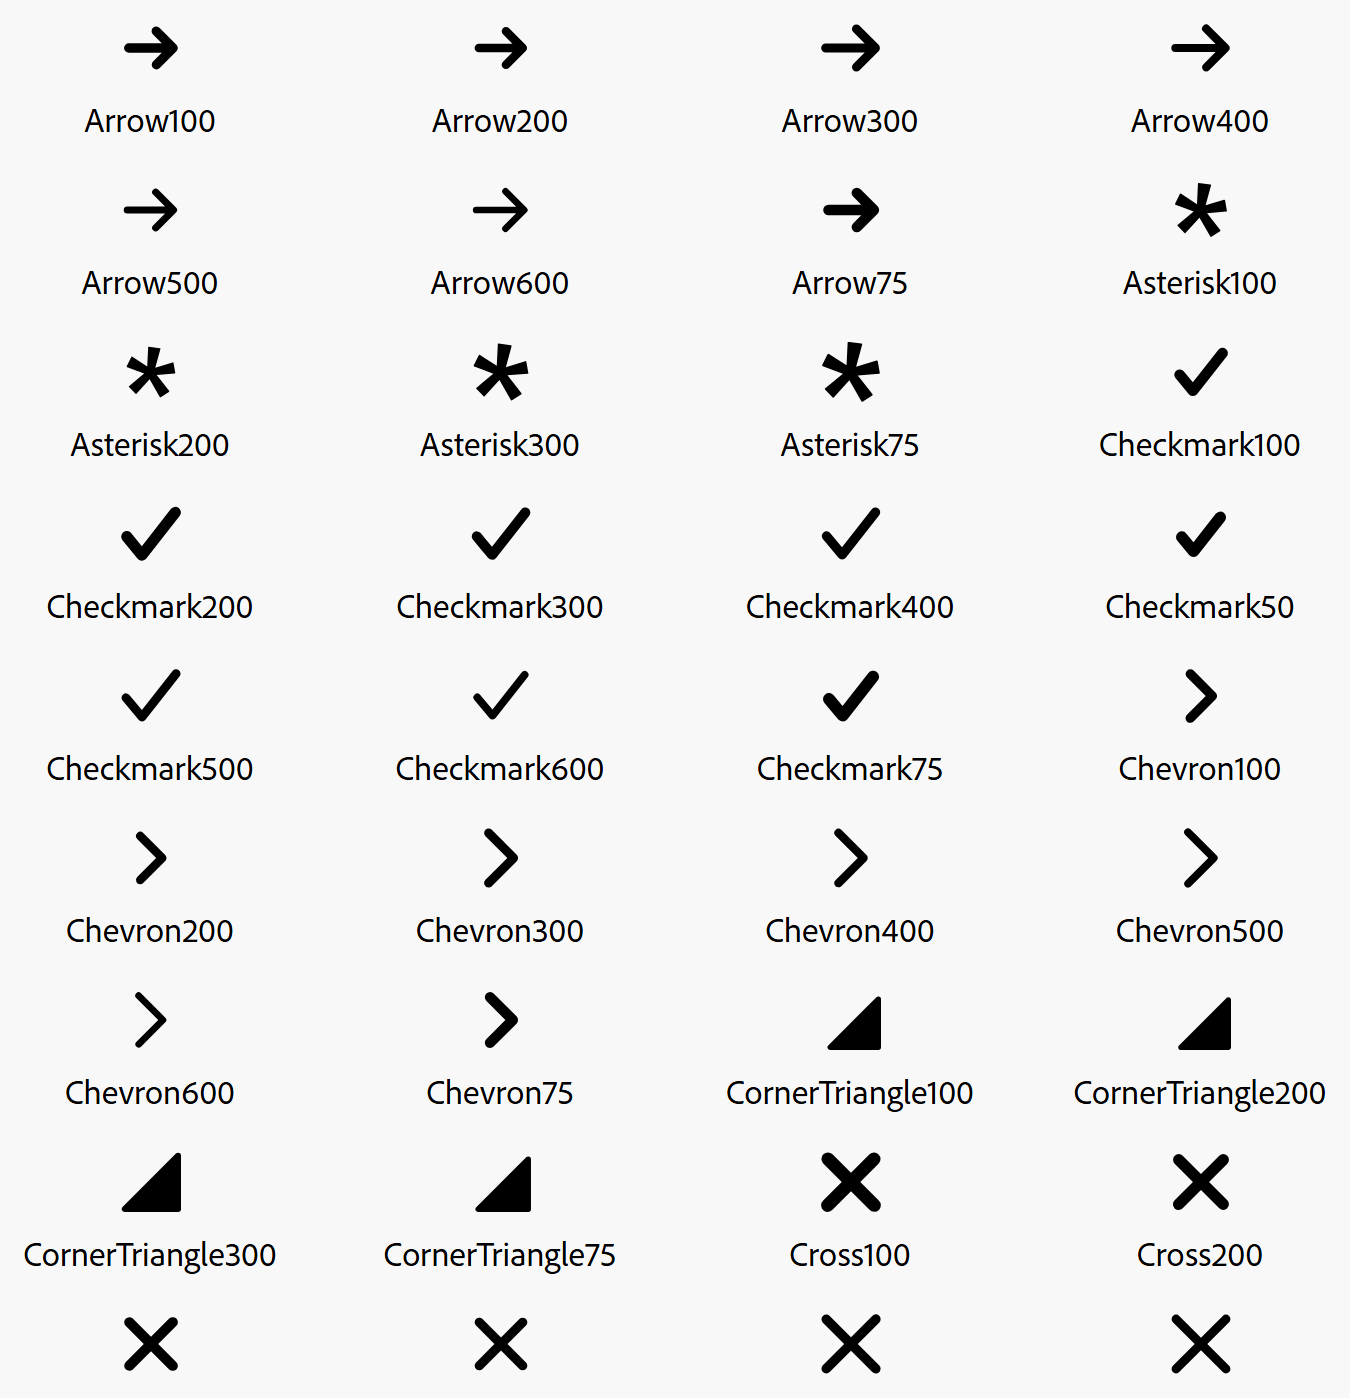 Arrow100 Arrow200 Arrow300 Arrow400
Arrow500 Arrow600 Arrow75 Asterisk100
Asterisk200 Asterisk300 Asterisk75 Checkmark100
Checkmark200 Checkmark300 Checkmark400 Checkmark50
Checkmark500 Checkmark600 Checkmark75 Chevron100
Chevron200 Chevron300 Chevron400 Chevron500
Chevron600 Chevron75 CornerTriangle100 CornerTriangle200
CornerTriangle300 CornerTriangle75 Cross100 Cross200